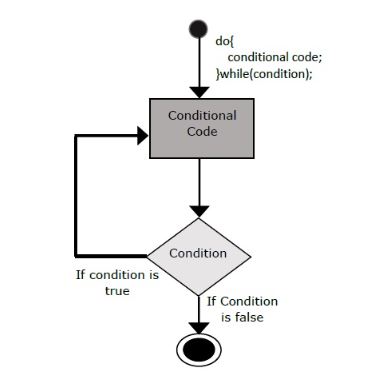 do{
conditional code;
}while(condition);
Conditional
Code
Condition
If condition is
true
If Condition
is false